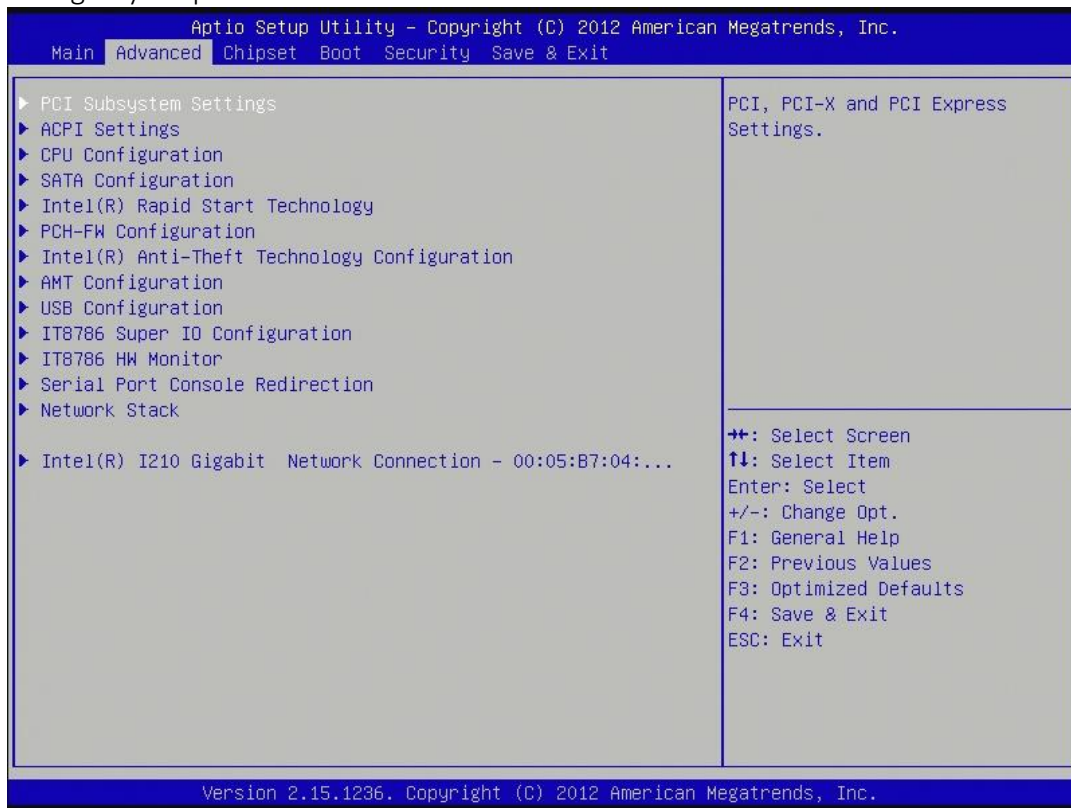 Aptio Setup Utility - Copyright (C) 2012 American Megatrends, Inc.
Main Advanced Chipset Boot Security Save & Exit
▶ PCI Subsystem Settings
▶ ACPI Settings
▶ CPU Configuration
▶ SATA Configuration
▶ Intel(R) Rapid Start Technology
▶ PCH-FW Configuration
▶ Intel(R) Anti-Theft Technology Configuration
▶ AMT Configuration
▶ USB Configuration
▶ IT8786 Super IO Configuration
▶ IT8786 HW Monitor
▶ Serial Port Console Redirection
▶ Network Stack
▶ Intel(R) I210 Gigabit Network Connection - 00:05:B7:04:...
PCI, PCI-X and PCI Express
Settings.
→←: Select Screen
↑↓: Select Item
Enter: Select
+/-: Change Opt.
F1: General Help
F2: Previous Values
F3: Optimized Defaults
F4: Save & Exit
ESC: Exit
Version 2.15.1236. Copyright (C) 2012 American Megatrends, Inc.